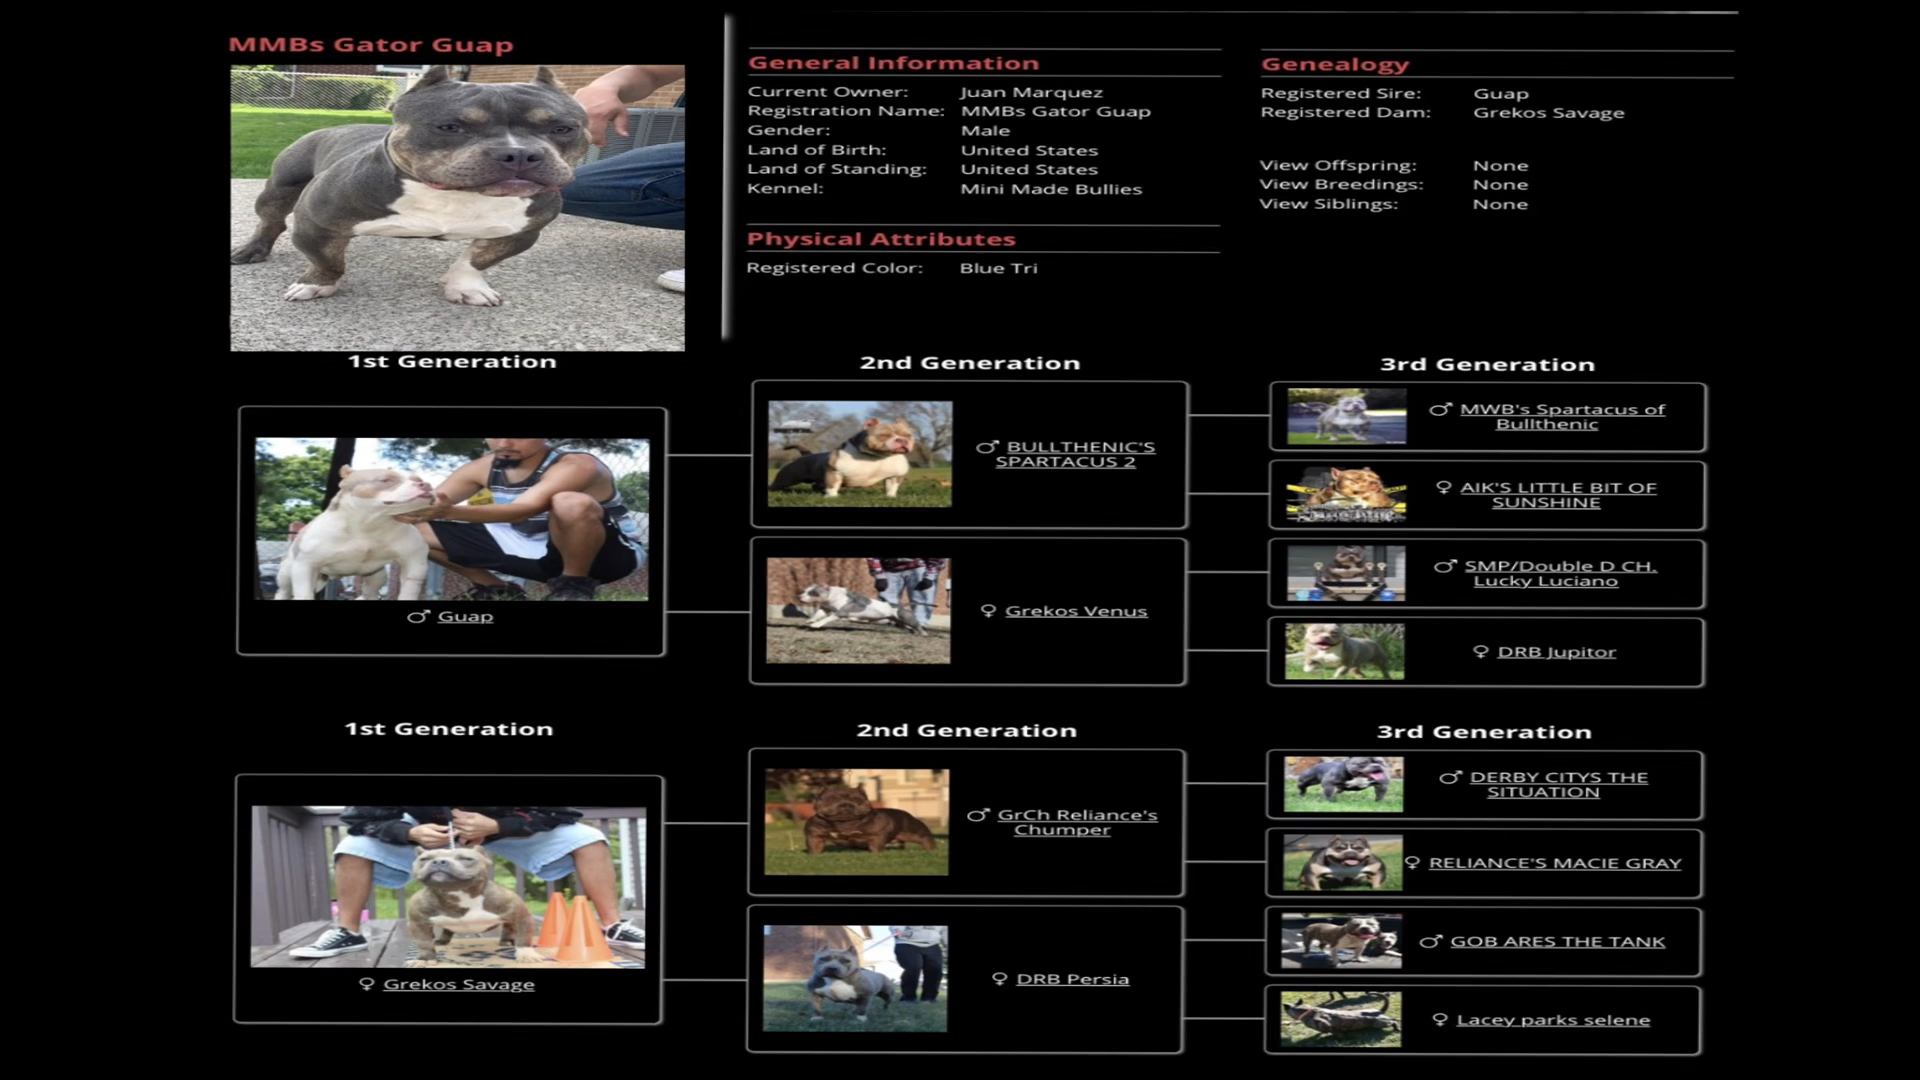 MMBs Gator Guap
General Information
Current Owner: Juan Marquez
Registration Name: MMBs Gator Guap
Gender: Male
Land of Birth: United States
Land of Standing: United States
Kennel: Mini Made Bullies
Physical Attributes
Registered Color: Blue Tri
Genealogy
Registered Sire: Guap
Registered Dam: Grekos Savage
View Offspring: None
View Breedings: None
View Siblings: None
1st Generation
2nd Generation
3rd Generation
♂ Guap
♂ BULLTHENIC'S
SPARTACUS 2
♀ Grekos Venus
♂ MWB's Spartacus of
Bullthenic
♀ AIK'S LITTLE BIT OF
SUNSHINE
♂ SMP/Double D CH.
Lucky Luciano
♀ DRB Jupitor
1st Generation
2nd Generation
3rd Generation
♀ Grekos Savage
♂ GrCh Reliance's
Chumper
♀ DRB Persia
♂ DERBY CITYS THE
SITUATION
♀ RELIANCE'S MACIE GRAY
♂ GOB ARES THE TANK
♀ Lacey parks selene